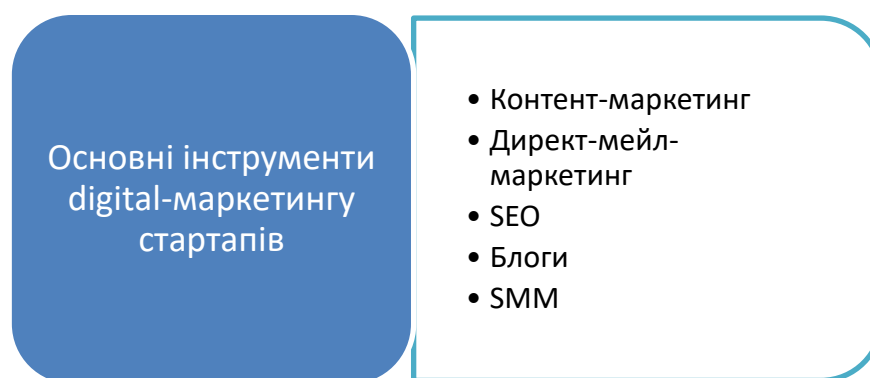 Основні інструменти
digital-маркетингу
стартапів
• Контент-маркетинг
• Директ-мейл-
маркетинг
• SEO
• Блоги
• SMM